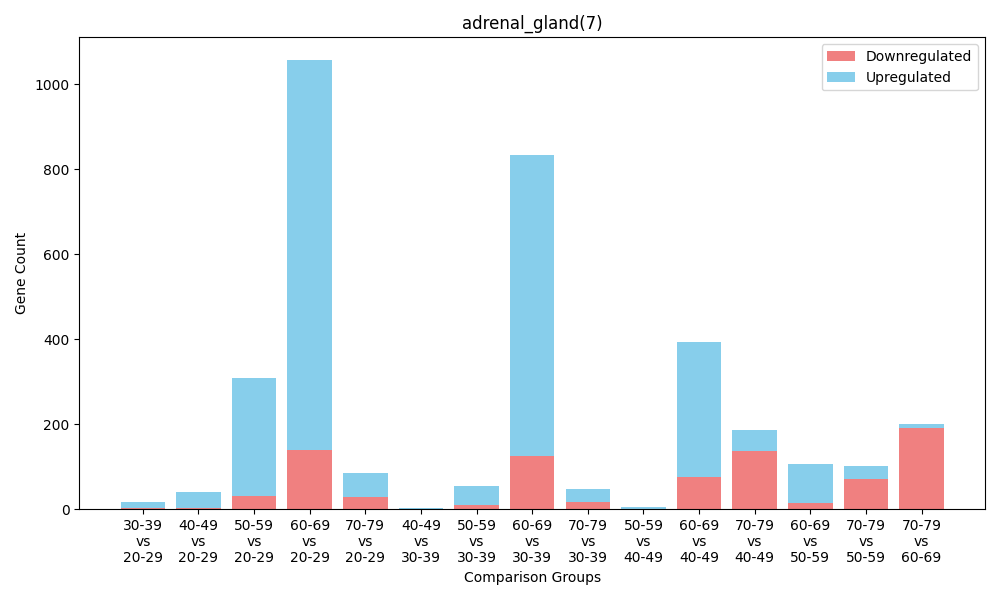 adrenal_gland(7)
Downregulated
Upregulated
Gene Count
1000
800
600
400
200
0
30-39 40-49 50-59 60-69 70-79 40-49 50-59 60-69 70-79 50-59 60-69 70-79 60-69 70-79 70-79
vs vs vs vs vs vs vs vs vs vs vs vs vs vs vs
20-29 20-29 20-29 20-29 20-29 30-39 30-39 30-39 30-39 40-49 40-49 40-49 50-59 50-59 60-69
Comparison Groups